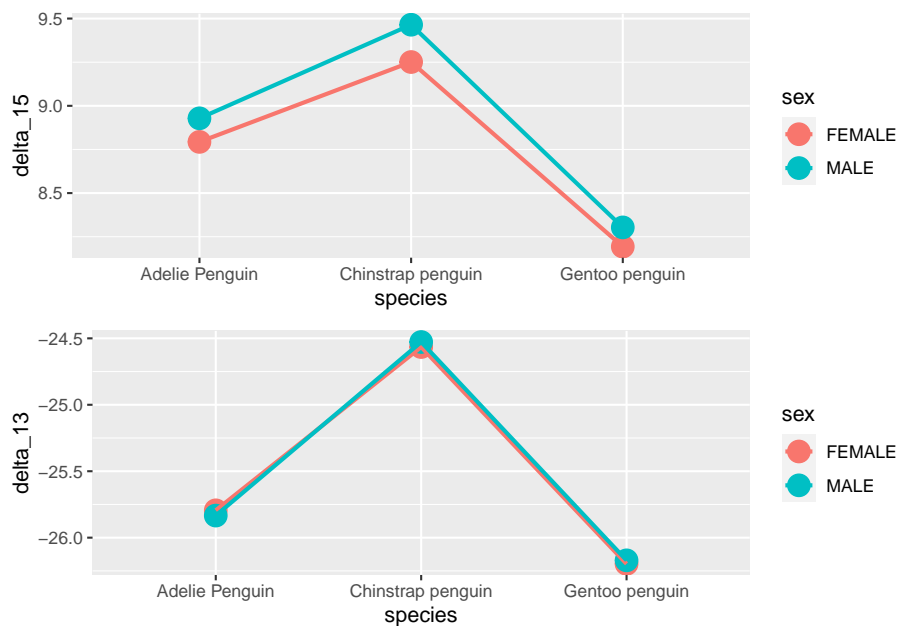 9.5
9.0
8.5
delta_15
Adelie Penguin Chinstrap penguin Gentoo penguin
species
sex
FEMALE
MALE
−24.5
−25.0
−25.5
−26.0
delta_13
Adelie Penguin Chinstrap penguin Gentoo penguin
species
sex
FEMALE
MALE